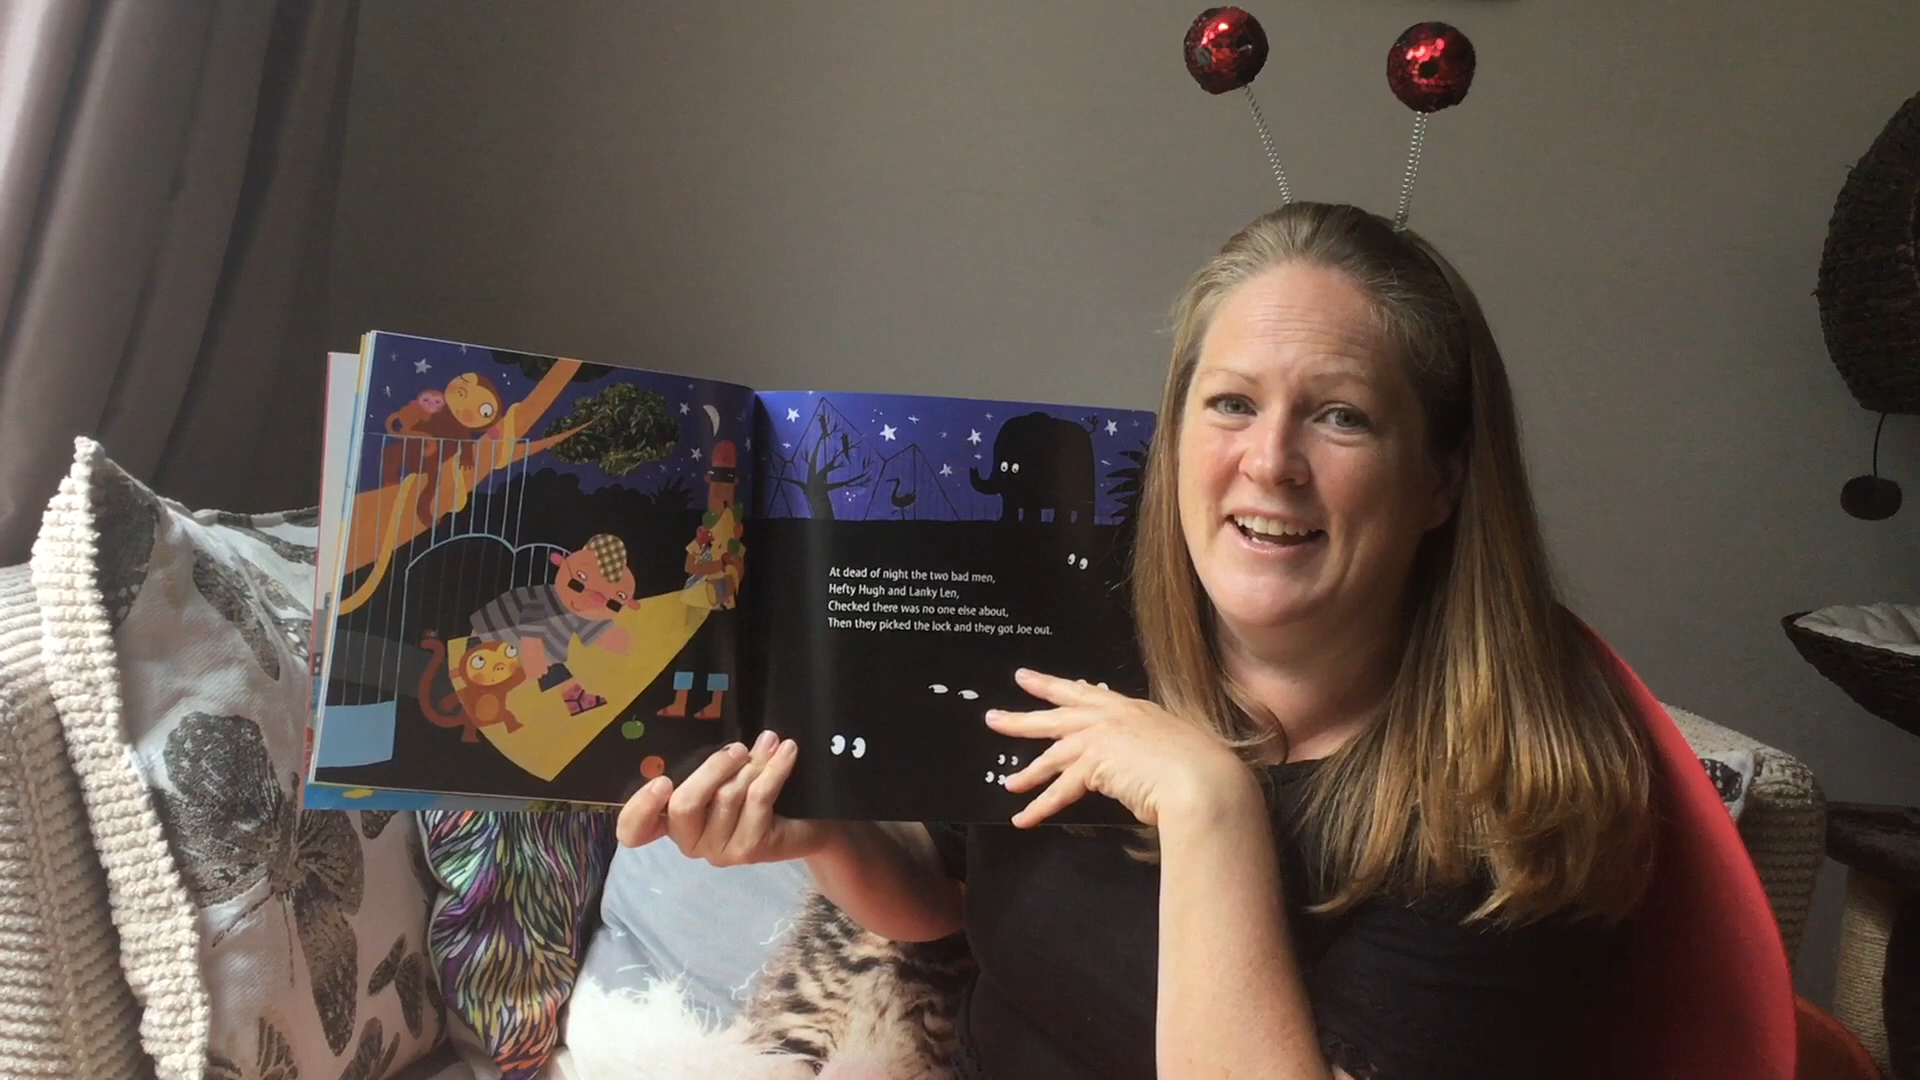 At dead of night the two bad men,
Hefty Hugh and Lanky Len,
Checked there was no one else about,
Then they picked the lock and they got Joe out.